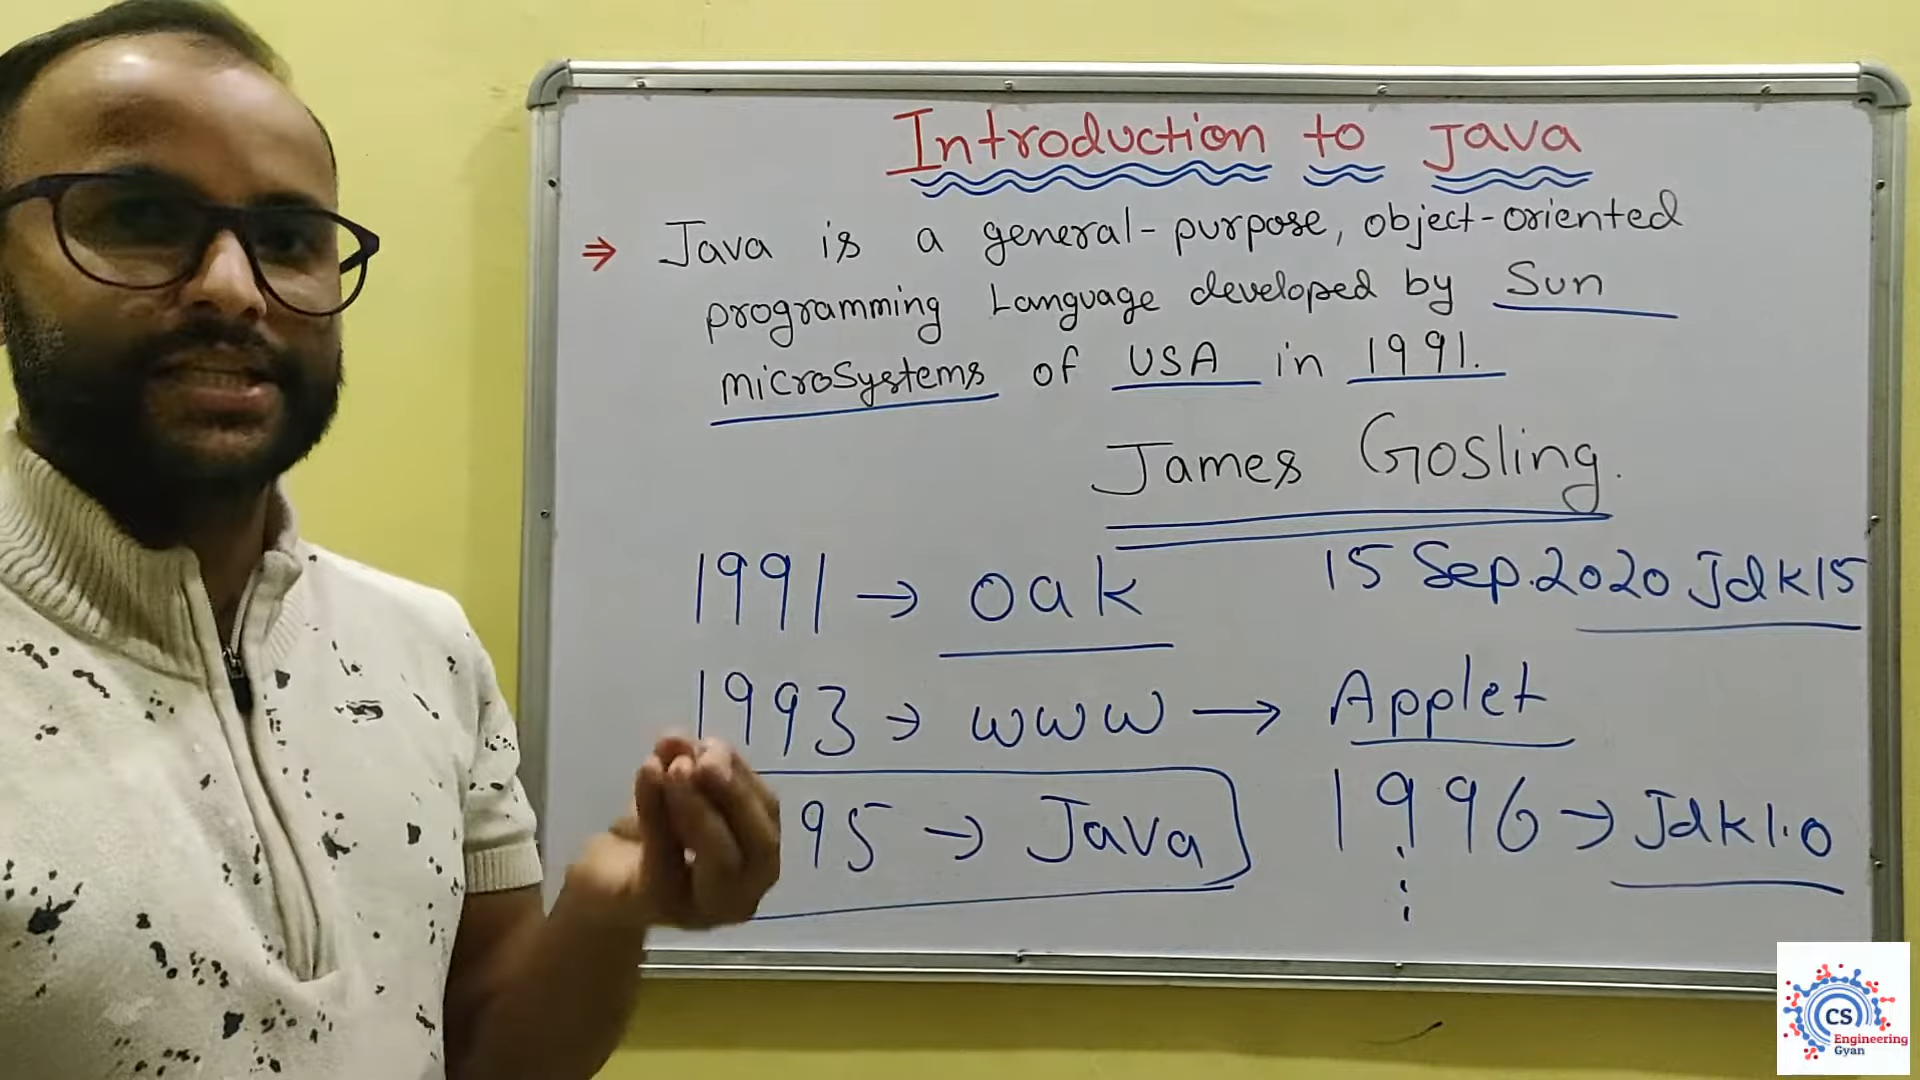 Introduction to Java
⇒ Java is a general-purpose, object-oriented
programming Language developed by Sun
microsystems of USA in 1991.
James Gosling.
1991 → oak
15 Sep. 2020 Jdk15
1993 → www → Applet
95 → Java
1996 → Jdk1.0
CS
Engineering
Gyan